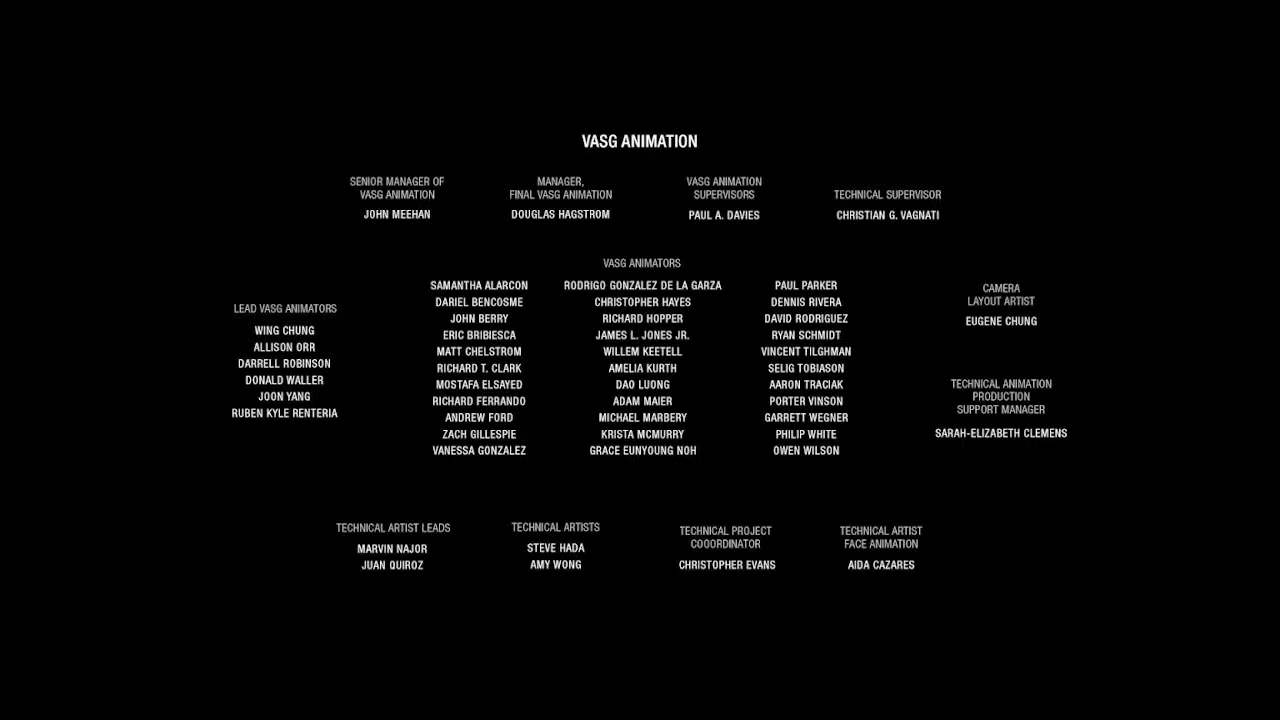 VASG ANIMATION
SENIOR MANAGER OF
VASG ANIMATION
JOHN MEEHAN
MANAGER,
FINAL VASG ANIMATION
DOUGLAS HAGSTROM
VASG ANIMATION
SUPERVISORS
PAUL A. DAVIES
TECHNICAL SUPERVISOR
CHRISTIAN G. VAGNATI
LEAD VASG ANIMATORS
WING CHUNG
ALLISON ORR
DARRELL ROBINSON
DONALD WALLER
JOON YANG
RUBEN KYLE RENTERIA
VASG ANIMATORS
SAMANTHA ALARCON
DARIEL BENCOSME
JOHN BERRY
ERIC BRIBIESCA
MATT CHELSTROM
RICHARD T. CLARK
MOSTAFA ELSAYED
RICHARD FERRANDO
ANDREW FORD
ZACH GILLESPIE
VANESSA GONZALEZ
RODRIGO GONZALEZ DE LA GARZA
CHRISTOPHER HAYES
RICHARD HOPPER
JAMES L. JONES JR.
WILLEM KEETELL
AMELIA KURTH
DAO LUONG
ADAM MAIER
MICHAEL MARBERY
KRISTA MCMURRY
GRACE EUNYOUNG NOH
PAUL PARKER
DENNIS RIVERA
DAVID RODRIGUEZ
RYAN SCHMIDT
VINCENT TILGHMAN
SELIG TOBIASON
AARON TRACIAK
PORTER VINSON
GARRETT WEGNER
PHILIP WHITE
OWEN WILSON
CAMERA
LAYOUT ARTIST
EUGENE CHUNG
TECHNICAL ANIMATION
PRODUCTION
SUPPORT MANAGER
SARAH-ELIZABETH CLEMENS
TECHNICAL ARTIST LEADS
MARVIN NAJOR
JUAN QUIROZ
TECHNICAL ARTISTS
STEVE HADA
AMY WONG
TECHNICAL PROJECT
COOORDINATOR
CHRISTOPHER EVANS
TECHNICAL ARTIST
FACE ANIMATION
AIDA CAZARES